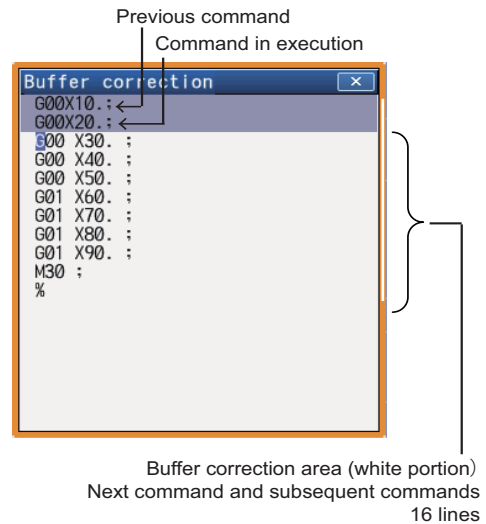 Previous command
Command in execution
Buffer correction
G00X10.;
G00X20.;
G00 X30. ;
G00 X40. ;
G00 X50. ;
G01 X60. ;
G01 X70. ;
G01 X80. ;
G01 X90. ;
M30 ;
%
Buffer correction area (white portion）
Next command and subsequent commands
16 lines